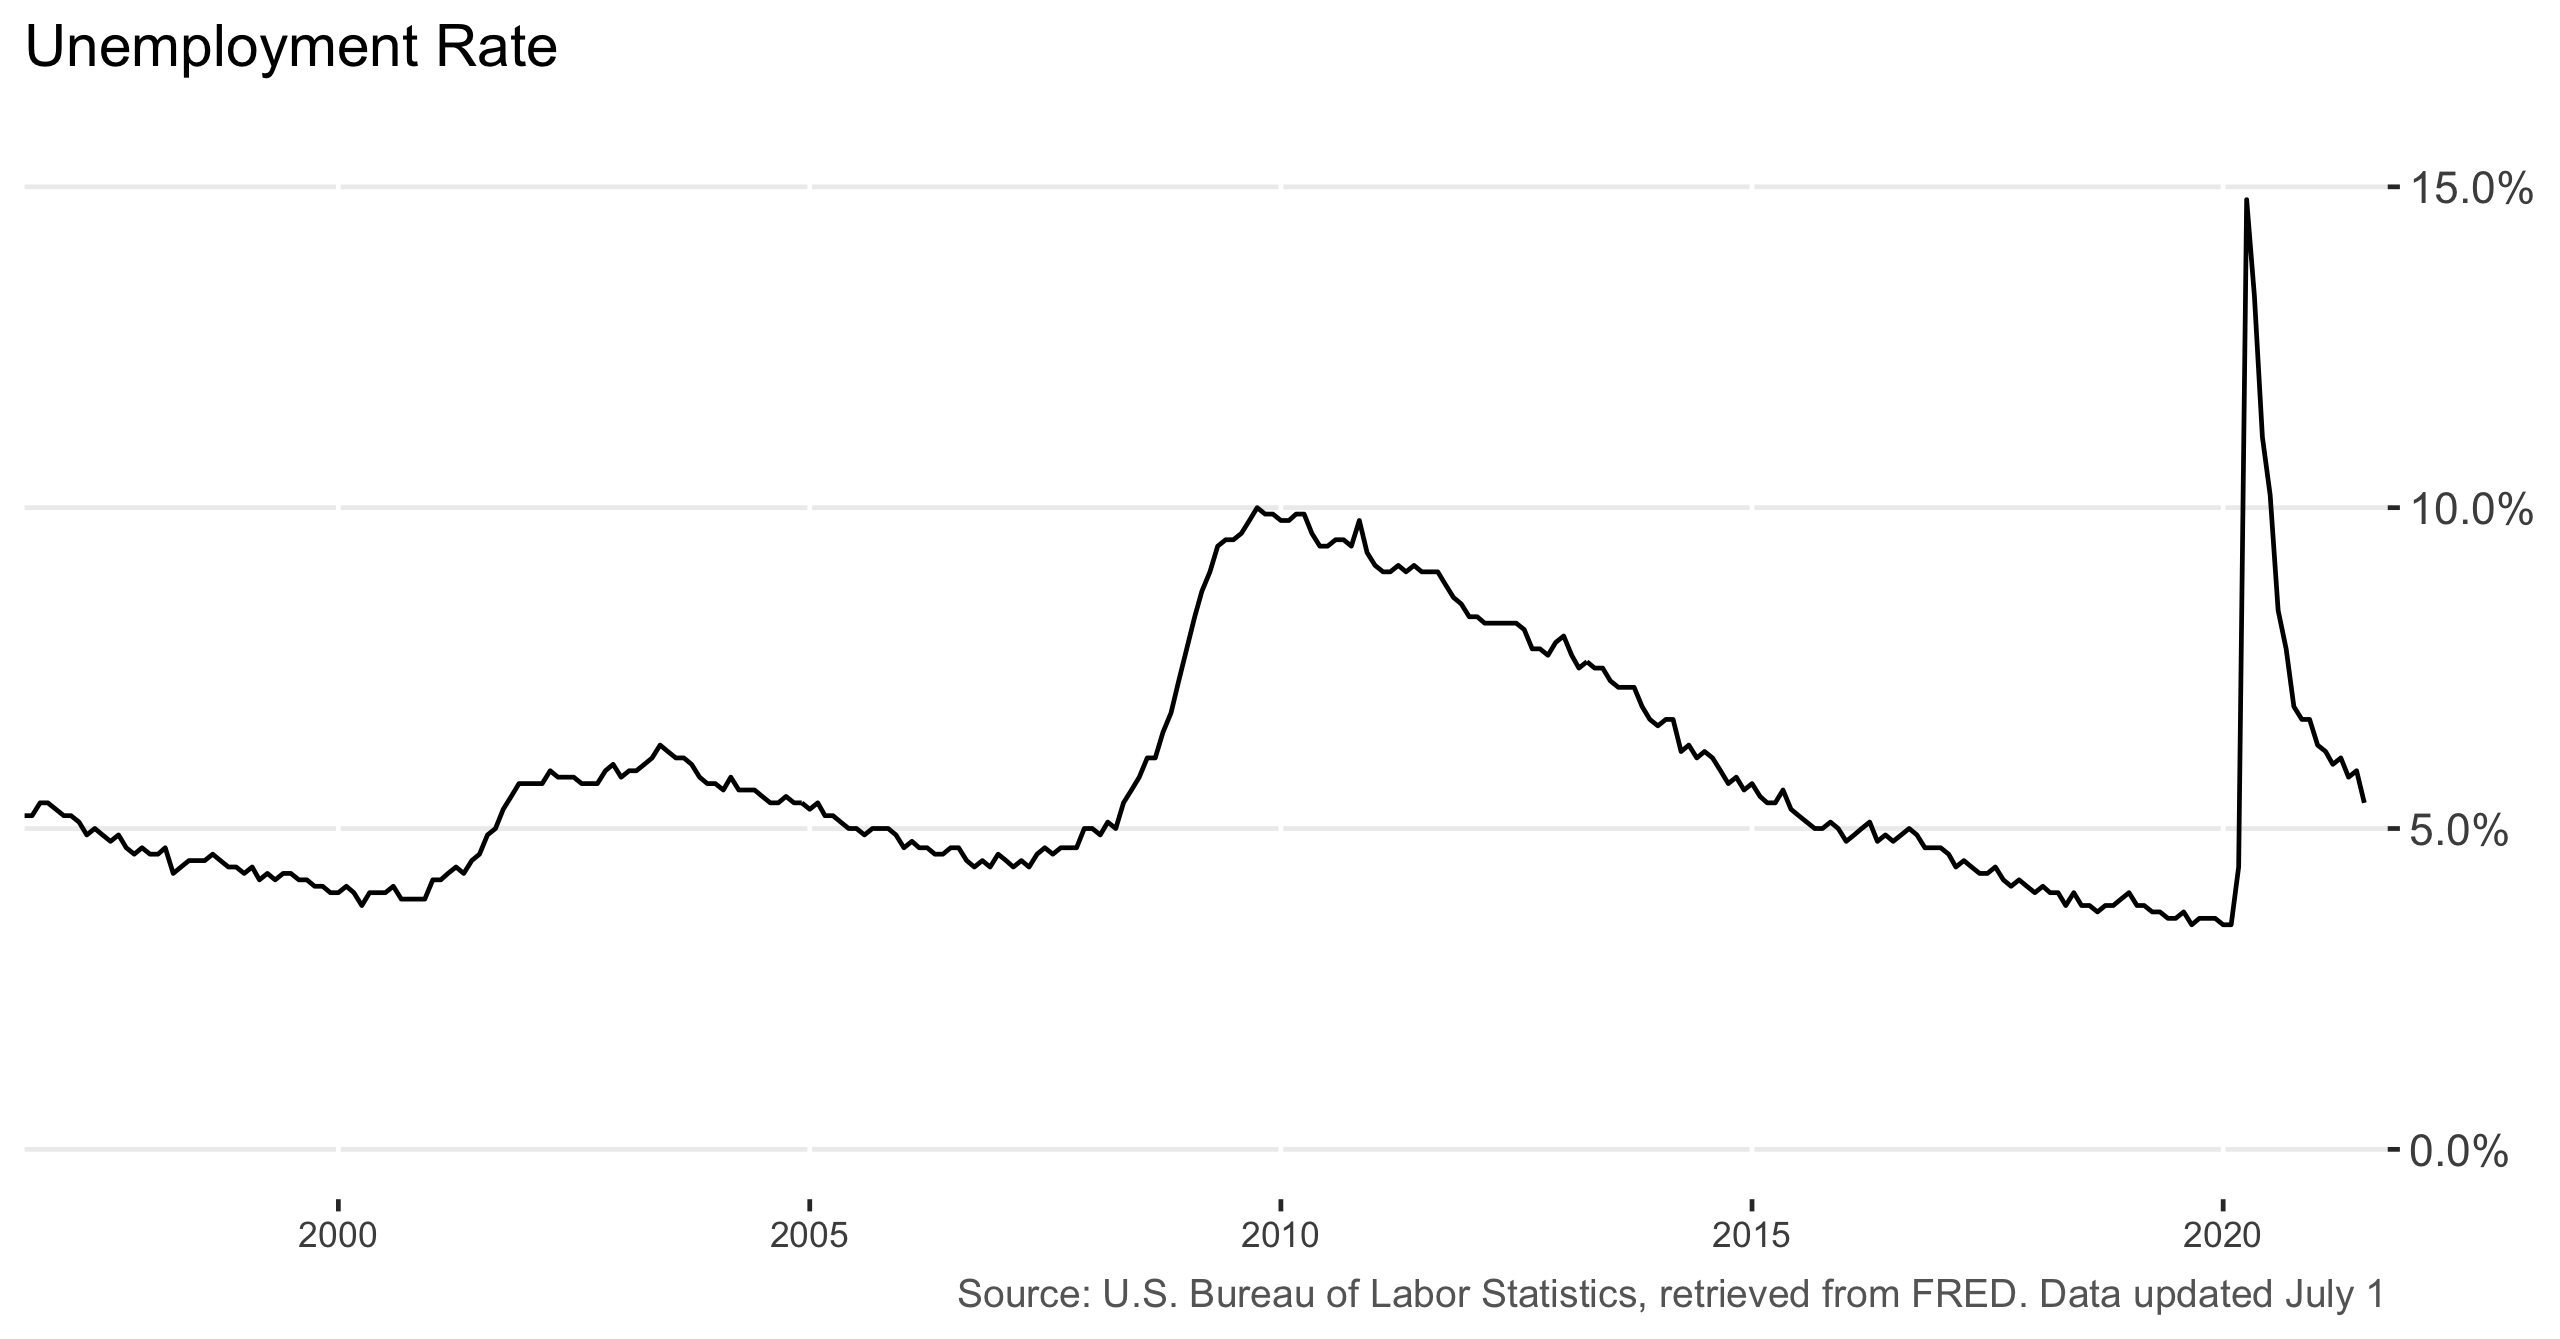 Unemployment Rate
15.0%
10.0%
5.0%
0.0%
2000 2005 2010 2015 2020
Source: U.S. Bureau of Labor Statistics, retrieved from FRED. Data updated July 1